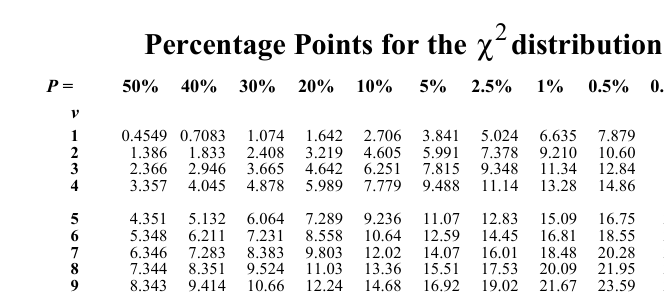 Percentage Points for the χ² distribution
P = 50% 40% 30% 20% 10% 5% 2.5% 1% 0.5% 0.
ν
1 0.4549 0.7083 1.074 1.642 2.706 3.841 5.024 6.635 7.879
2 1.386 1.833 2.408 3.219 4.605 5.991 7.378 9.210 10.60
3 2.366 2.946 3.665 4.642 6.251 7.815 9.348 11.34 12.84
4 3.357 4.045 4.878 5.989 7.779 9.488 11.14 13.28 14.86
5 4.351 5.132 6.064 7.289 9.236 11.07 12.83 15.09 16.75
6 5.348 6.211 7.231 8.558 10.64 12.59 14.45 16.81 18.55
7 6.346 7.283 8.383 9.803 12.02 14.07 16.01 18.48 20.28
8 7.344 8.351 9.524 11.03 13.36 15.51 17.53 20.09 21.95
9 8.343 9.414 10.66 12.24 14.68 16.92 19.02 21.67 23.59